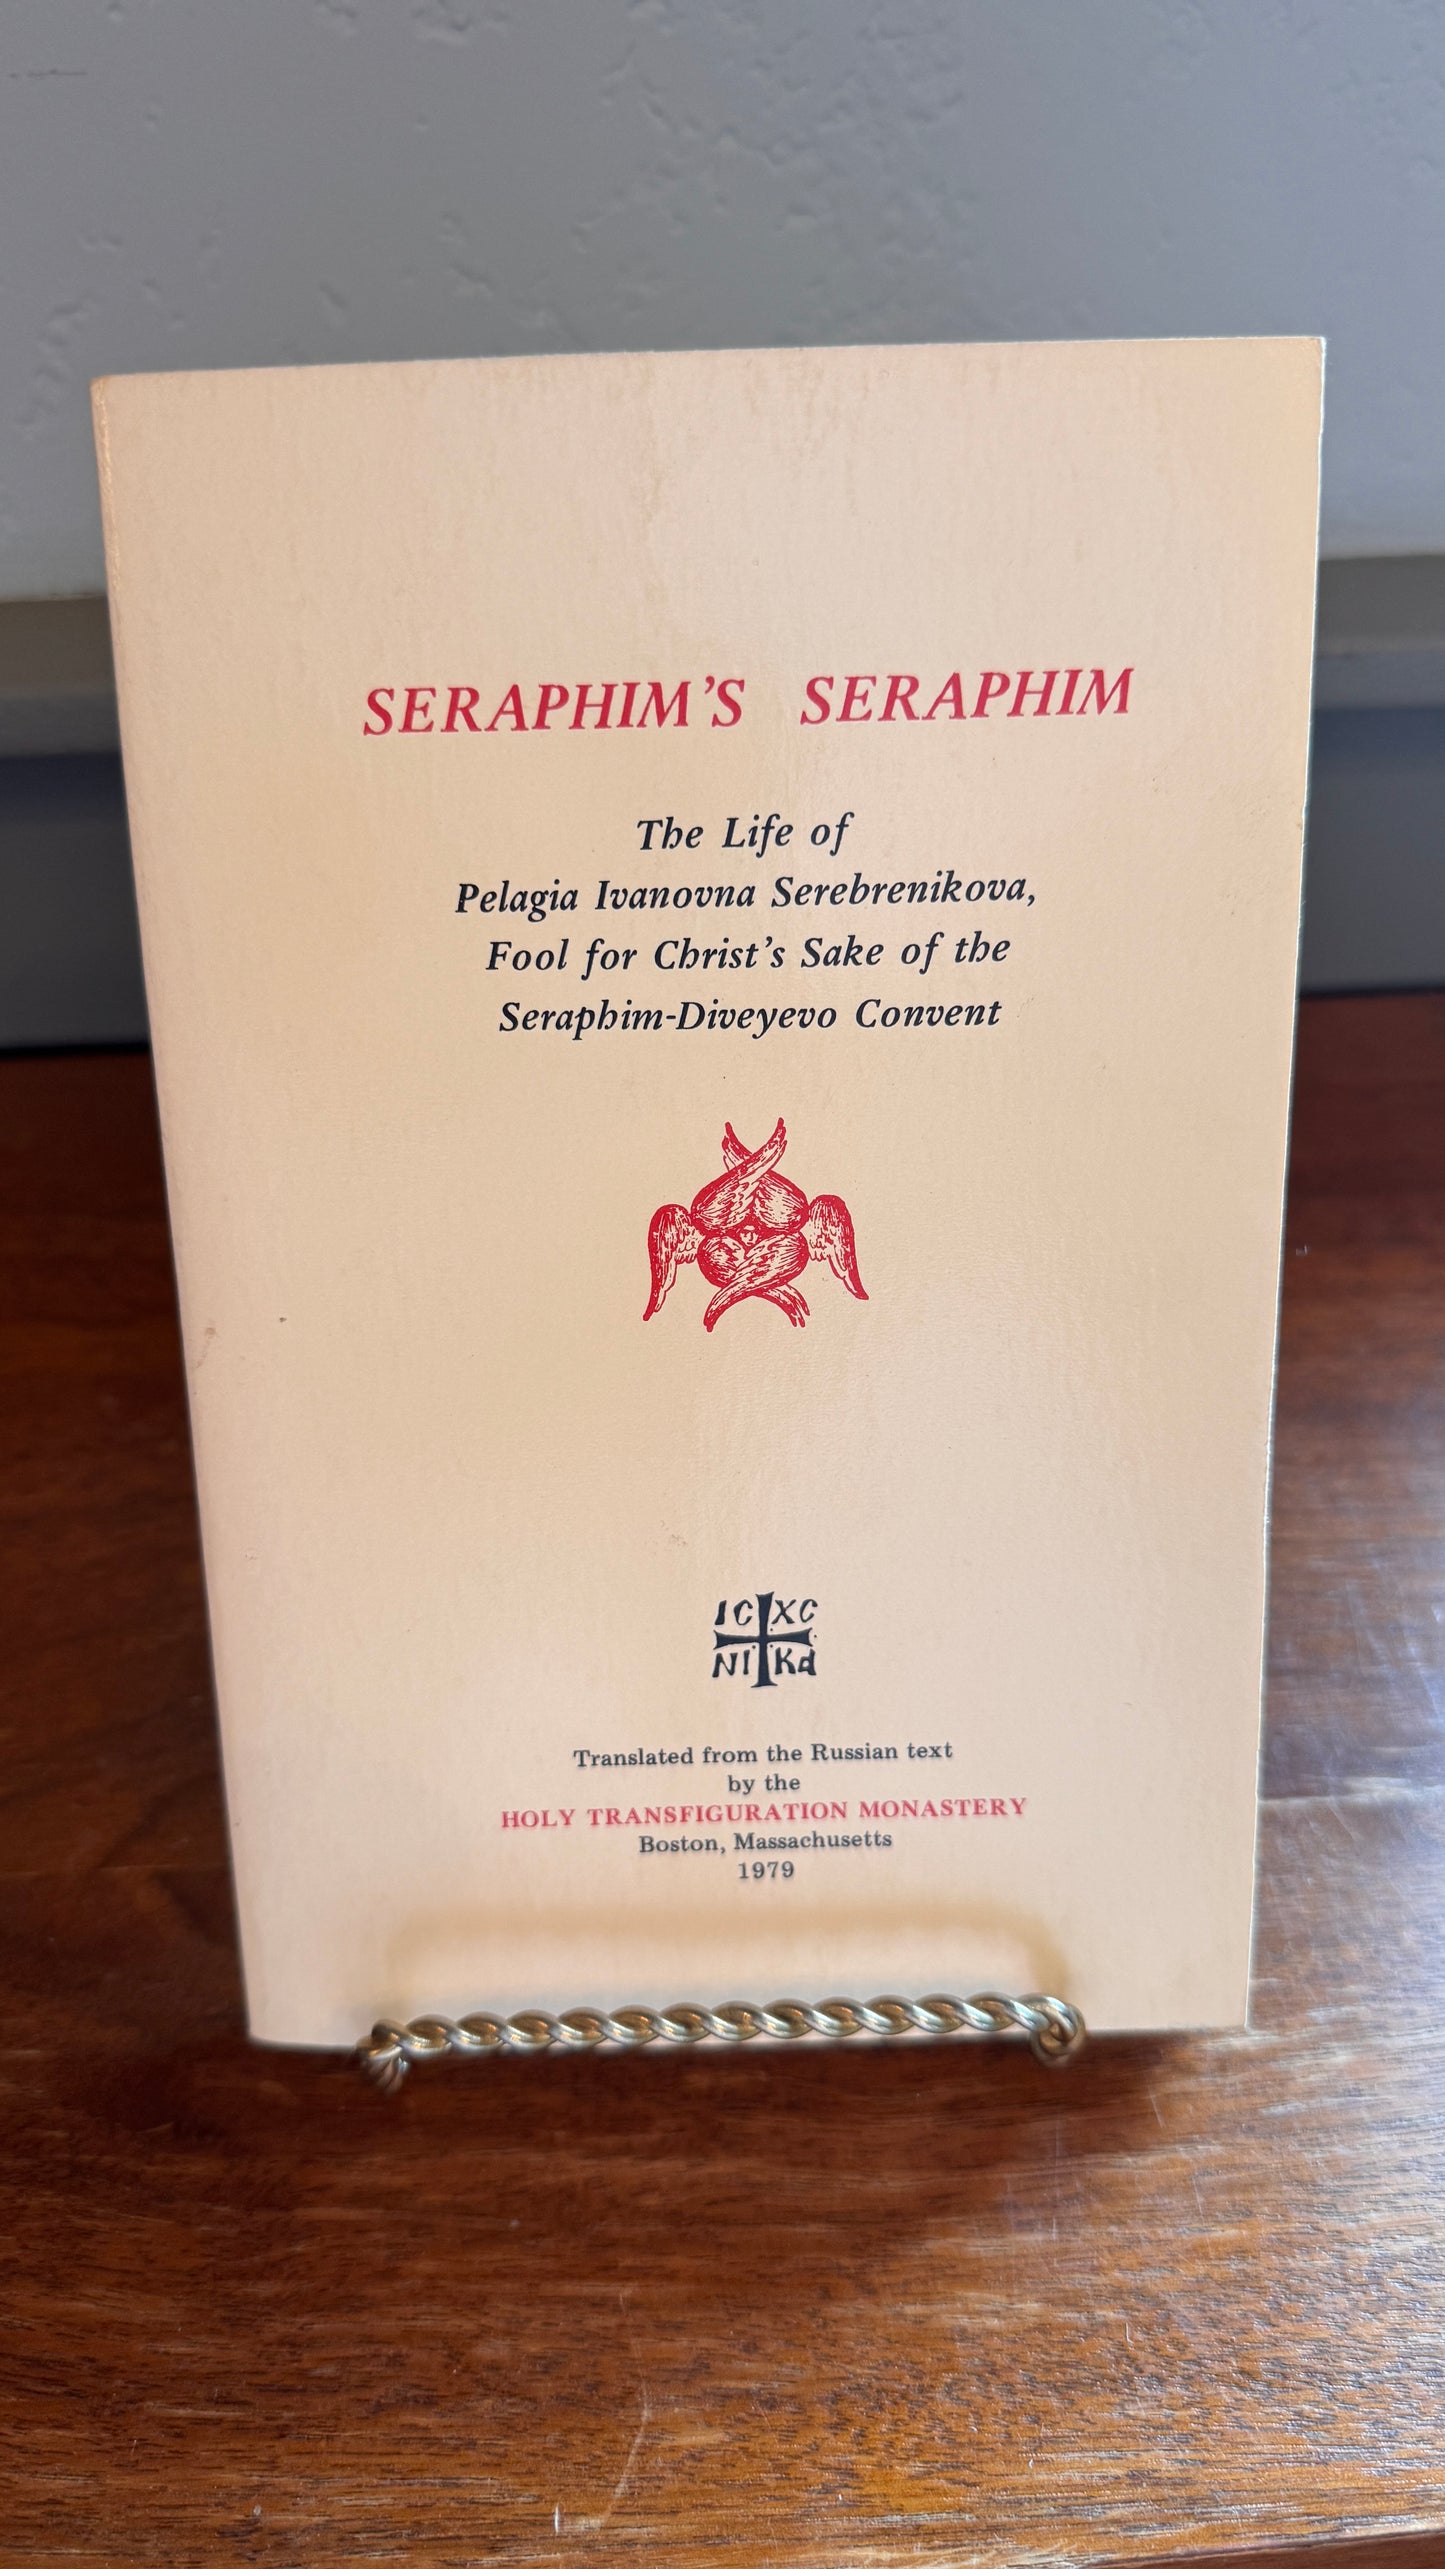 SERAPHIM’S SERAPHIM
The Life of
Pelagia Ivanovna Serebrenikova,
Fool for Christ’s Sake of the
Seraphim-Diveyevo Convent
IC XC
NI KA
Translated from the Russian text
by the
HOLY TRANSFIGURATION MONASTERY
Boston, Massachusetts
1979